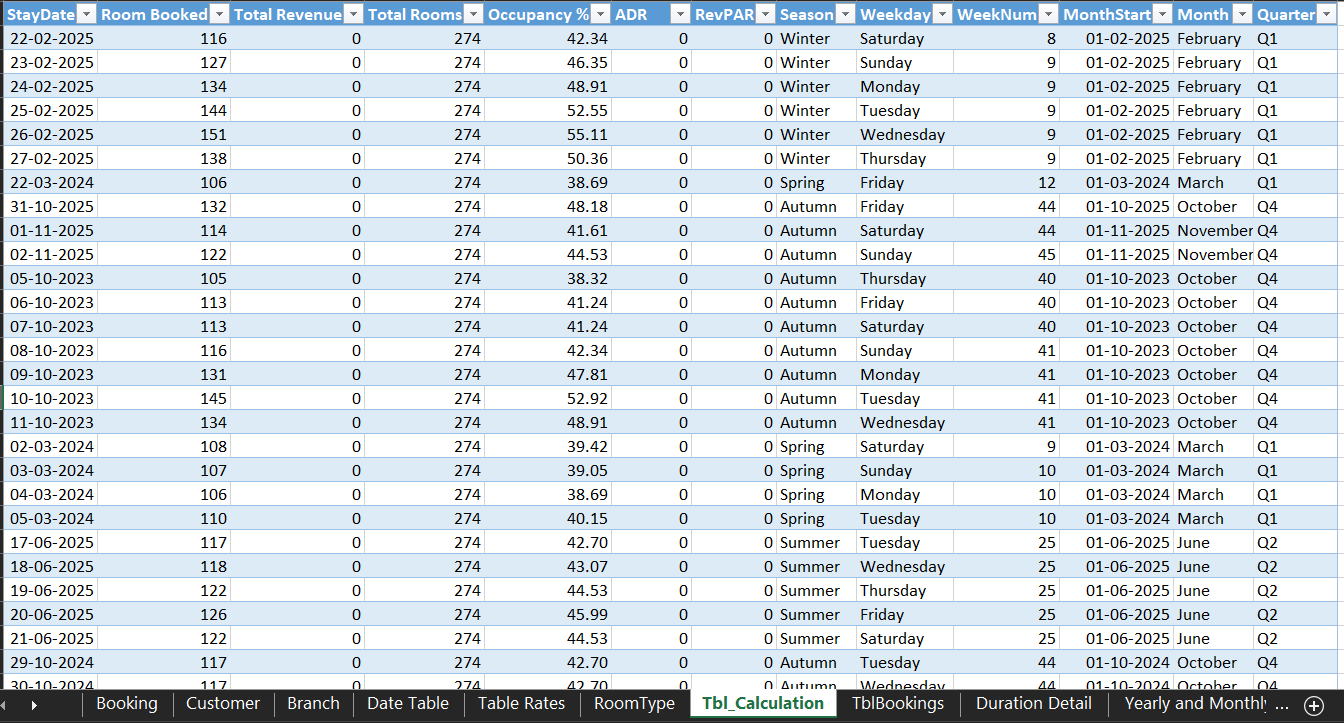 StayDate Room Booked Total Revenue Total Rooms Occupancy % ADR RevPAR Season Weekday WeekNum MonthStart Month Quarter
22-02-2025 116 0 274 42.34 0 0 Winter Saturday 8 01-02-2025 February Q1
23-02-2025 127 0 274 46.35 0 0 Winter Sunday 9 01-02-2025 February Q1
24-02-2025 134 0 274 48.91 0 0 Winter Monday 9 01-02-2025 February Q1
25-02-2025 144 0 274 52.55 0 0 Winter Tuesday 9 01-02-2025 February Q1
26-02-2025 151 0 274 55.11 0 0 Winter Wednesday 9 01-02-2025 February Q1
27-02-2025 138 0 274 50.36 0 0 Winter Thursday 9 01-02-2025 February Q1
22-03-2024 106 0 274 38.69 0 0 Spring Friday 12 01-03-2024 March Q1
31-10-2025 132 0 274 48.18 0 0 Autumn Friday 44 01-10-2025 October Q4
01-11-2025 114 0 274 41.61 0 0 Autumn Saturday 44 01-11-2025 November Q4
02-11-2025 122 0 274 44.53 0 0 Autumn Sunday 45 01-11-2025 November Q4
05-10-2023 105 0 274 38.32 0 0 Autumn Thursday 40 01-10-2023 October Q4
06-10-2023 113 0 274 41.24 0 0 Autumn Friday 40 01-10-2023 October Q4
07-10-2023 113 0 274 41.24 0 0 Autumn Saturday 40 01-10-2023 October Q4
08-10-2023 116 0 274 42.34 0 0 Autumn Sunday 41 01-10-2023 October Q4
09-10-2023 131 0 274 47.81 0 0 Autumn Monday 41 01-10-2023 October Q4
10-10-2023 145 0 274 52.92 0 0 Autumn Tuesday 41 01-10-2023 October Q4
11-10-2023 134 0 274 48.91 0 0 Autumn Wednesday 41 01-10-2023 October Q4
02-03-2024 108 0 274 39.42 0 0 Spring Saturday 9 01-03-2024 March Q1
03-03-2024 107 0 274 39.05 0 0 Spring Sunday 10 01-03-2024 March Q1
04-03-2024 106 0 274 38.69 0 0 Spring Monday 10 01-03-2024 March Q1
05-03-2024 110 0 274 40.15 0 0 Spring Tuesday 10 01-03-2024 March Q1
17-06-2025 117 0 274 42.70 0 0 Summer Tuesday 25 01-06-2025 June Q2
18-06-2025 118 0 274 43.07 0 0 Summer Wednesday 25 01-06-2025 June Q2
19-06-2025 122 0 274 44.53 0 0 Summer Thursday 25 01-06-2025 June Q2
20-06-2025 126 0 274 45.99 0 0 Summer Friday 25 01-06-2025 June Q2
21-06-2025 122 0 274 44.53 0 0 Summer Saturday 25 01-06-2025 June Q2
29-10-2024 117 0 274 42.70 0 0 Autumn Tuesday 44 01-10-2024 October Q4
30-10-2024 117 0 274 42.70 0 0 Autumn Wednesday 44 01-10-2024 October Q4
Booking Customer Branch Date Table Table Rates RoomType Tbl_Calculation TblBookings Duration Detail Yearly and Monthly ...